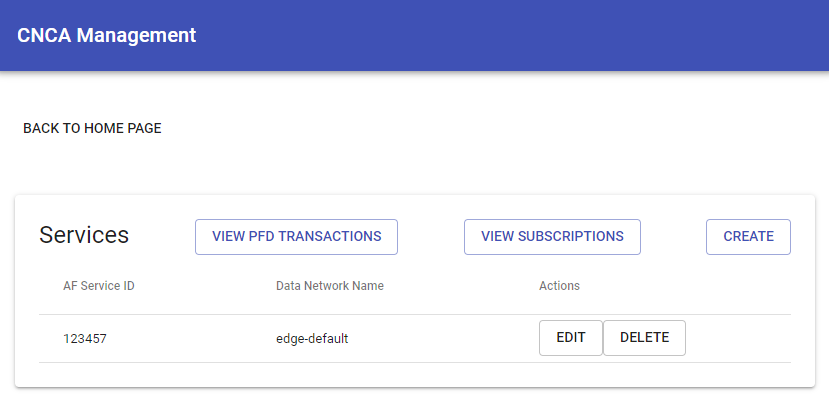 CNCA Management
BACK TO HOME PAGE
Services VIEW PFD TRANSACTIONS VIEW SUBSCRIPTIONS CREATE
AF Service ID Data Network Name Actions
123457 edge-default EDIT DELETE